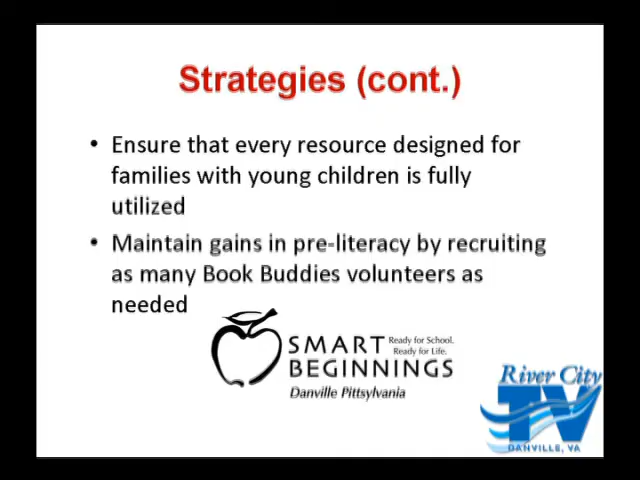 Strategies (cont.)
• Ensure that every resource designed for
families with young children is fully
utilized
• Maintain gains in pre-literacy by recruiting
as many Book Buddies volunteers as
needed
SMART
BEGINNINGS
Ready for School.
Ready for Life.
Danville Pittsylvania
River City
TV
DANVILLE, VA